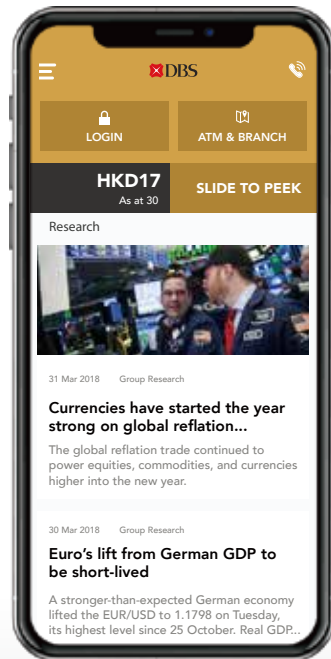 DBS
LOGIN
ATM & BRANCH
HKD17
As at 30
SLIDE TO PEEK
Research
31 Mar 2018 Group Research
Currencies have started the year
strong on global reflation...
The global reflation trade continued to
power equities, commodities, and currencies
higher into the new year.
30 Mar 2018 Group Research
Euro’s lift from German GDP to
be short-lived
A stronger-than-expected German economy
lifted the EUR/USD to 1.1798 on Tuesday,
its highest level since 25 October. Real GDP...